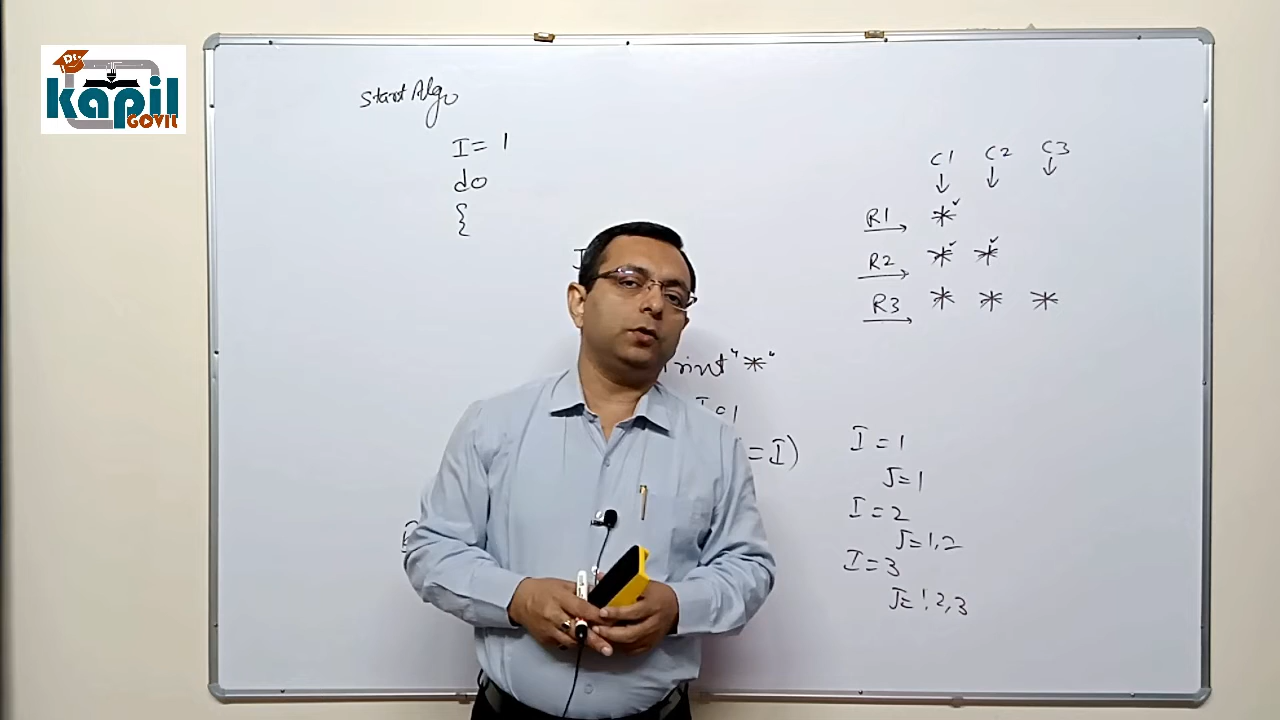 Dr.
kapil
GOVIL
Start Algo
I = 1
do
{
Print "*"
= I)
C1 C2 C3
R1 *
R2 * *
R3 * * *
I = 1
J = 1
I = 2
J = 1, 2
I = 3
J = 1, 2, 3